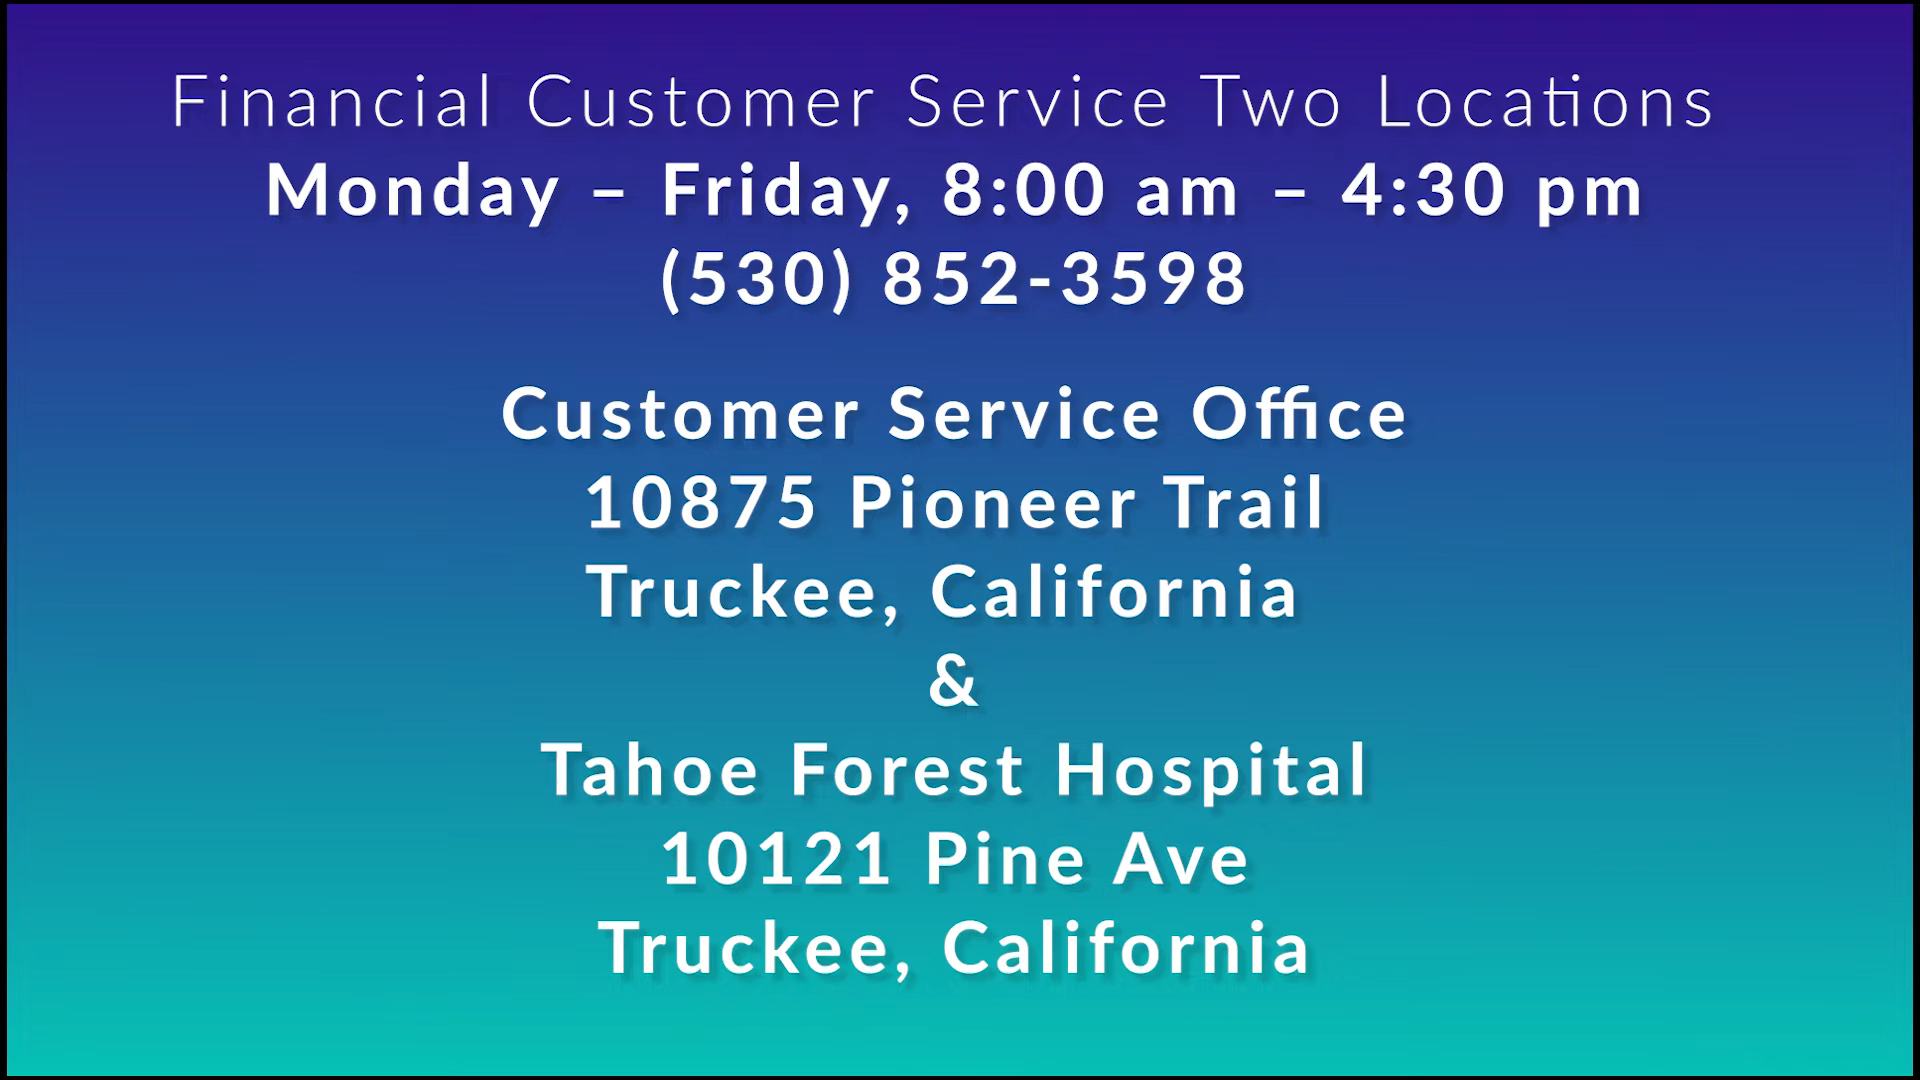 Financial Customer Service Two Locations
Monday – Friday, 8:00 am – 4:30 pm
(530) 852-3598
Customer Service Office
10875 Pioneer Trail
Truckee, California
&
Tahoe Forest Hospital
10121 Pine Ave
Truckee, California